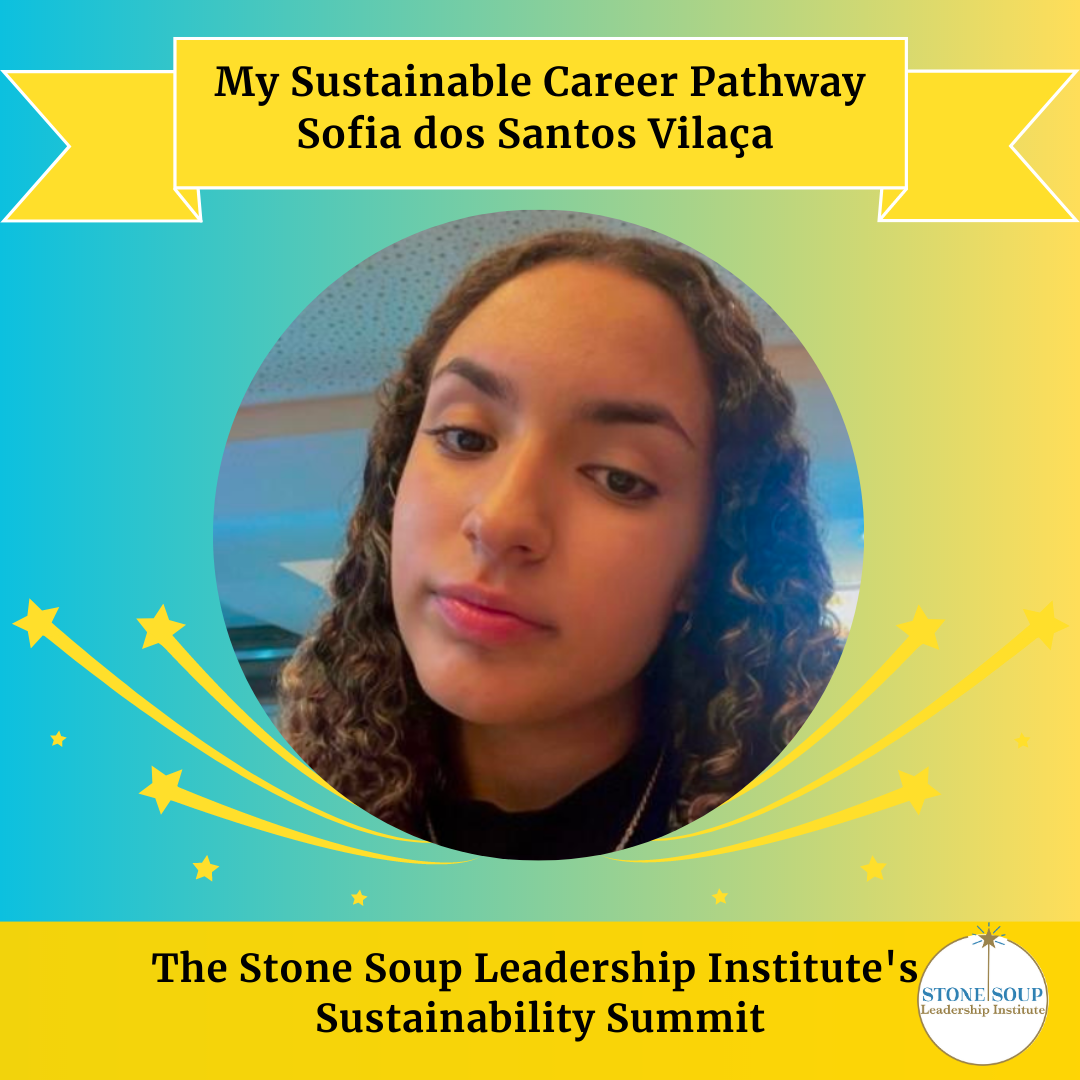 My Sustainable Career Pathway
Sofia dos Santos Vilaça
The Stone Soup Leadership Institute's
Sustainability Summit
STONE SOUP
Leadership Institute